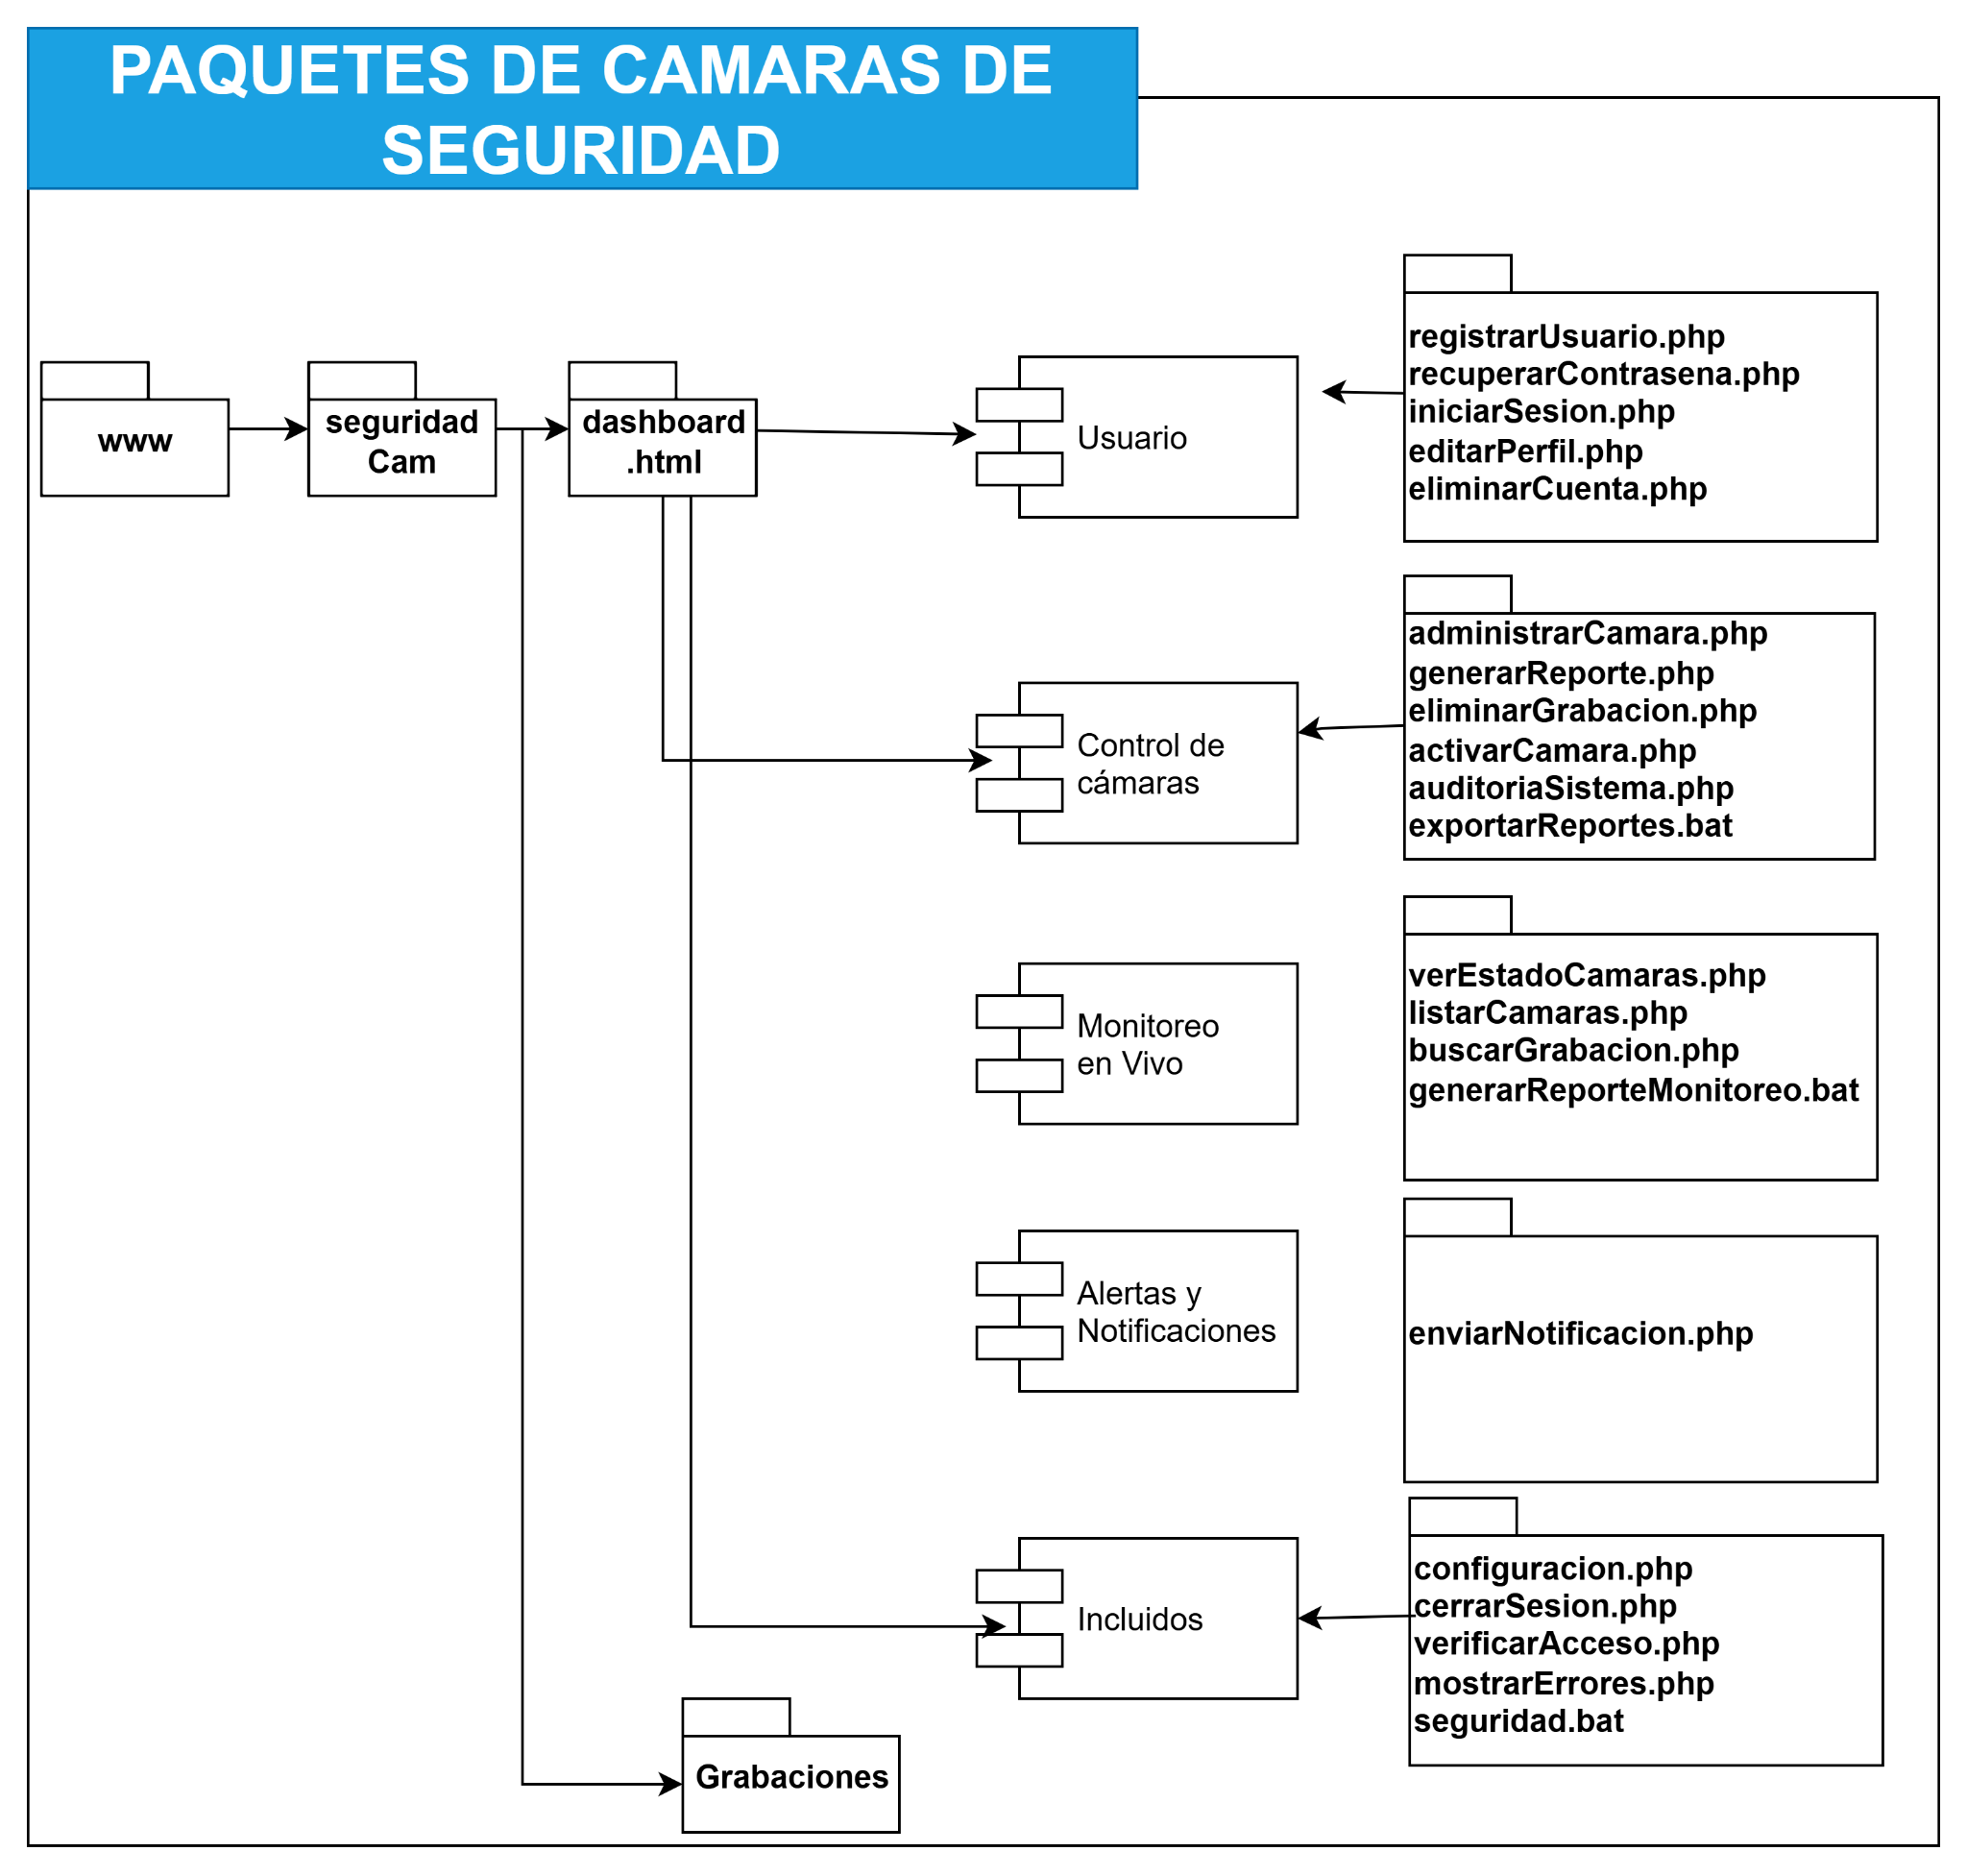 PAQUETES DE CAMARAS DE
SEGURIDAD
www
seguridad
Cam
dashboard
.html
Usuario
registrarUsuario.php
recuperarContrasena.php
iniciarSesion.php
editarPerfil.php
eliminarCuenta.php
Control de
cámaras
administrarCamara.php
generarReporte.php
eliminarGrabacion.php
activarCamara.php
auditoriaSistema.php
exportarReportes.bat
Monitoreo
en Vivo
verEstadoCamaras.php
listarCamaras.php
buscarGrabacion.php
generarReporteMonitoreo.bat
Alertas y
Notificaciones
enviarNotificacion.php
Incluidos
configuracion.php
cerrarSesion.php
verificarAcceso.php
mostrarErrores.php
seguridad.bat
Grabaciones